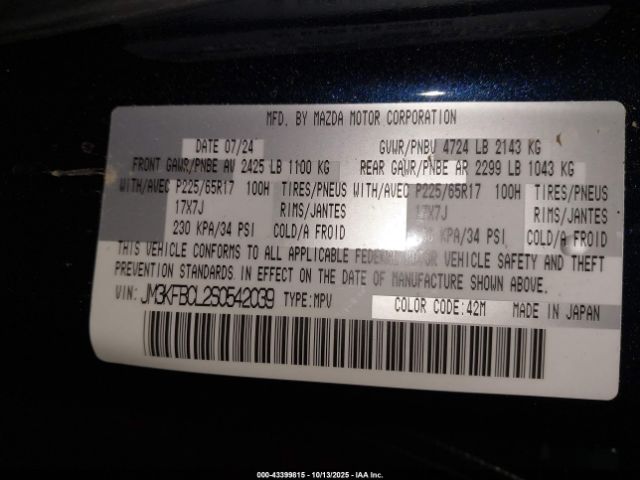 MFD. BY MAZDA MOTOR CORPORATION
DATE 07/24 GVWR/PNBV 4724 LB 2143 KG
FRONT GAWR/PNBE AV 2425 LB 1100 KG REAR GAWR/PNBE AR 2299 LB 1043 KG
WITH/AVEC P225/65R17 100H TIRES/PNEUS WITH/AVEC P225/65R17 100H TIRES/PNEUS
17X7J RIMS/JANTES 17X7J RIMS/JANTES
230 KPA/34 PSI COLD/A FROID 230 KPA/34 PSI COLD/A FROID
THIS VEHICLE CONFORMS TO ALL APPLICABLE FEDERAL MOTOR VEHICLE SAFETY AND THEFT
PREVENTION STANDARDS IN EFFECT ON THE DATE OF MANUFACTURE SHOWN ABOVE.
VIN: JM3KFBCL2S0542039 TYPE:MPV COLOR CODE:42M MADE IN JAPAN
000-43399815 - 10/13/2025 - IAA Inc.